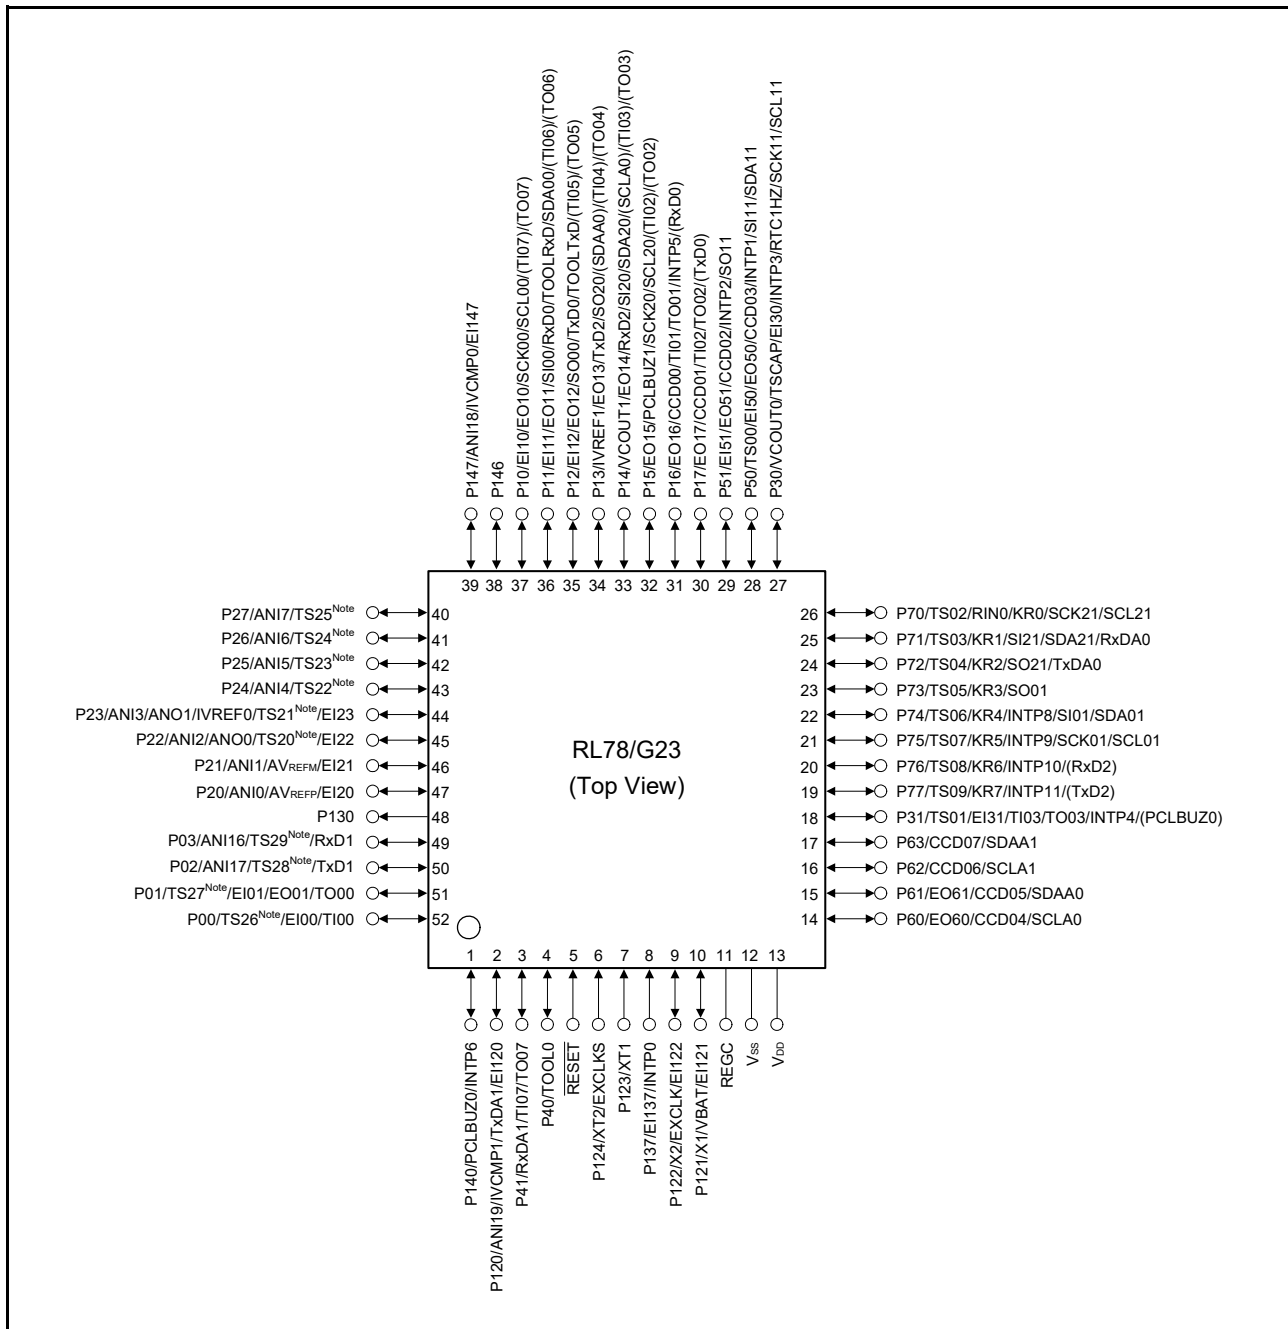 P147/ANI18/IVCMP0/EI147
P146
P10/EI10/EO10/SCK00/SCL00/(TI07)/(TO07)
P11/EI11/EO11/SI00/RxD0/TOOLRxD/SDA00/(TI06)/(TO06)
P12/EI12/EO12/SO00/TxD0/TOOLTxD/(TI05)/(TO05)
P13/IVREF1/EO13/TxD2/SO20/(SDAA0)/(TI04)/(TO04)
P14/VCOUT1/EO14/RxD2/SI20/SDA20/(SCLA0)/(TI03)/(TO03)
P15/EO15/PCLBUZ1/SCK20/SCL20/(TI02)/(TO02)
P16/EO16/CCD00/TI01/TO01/INTP5/(RxD0)
P17/EO17/CCD01/TI02/TO02/(TxD0)
P51/EI51/EO51/CCD02/INTP2/SO11
P50/TS00/EI50/EO50/CCD03/INTP1/SI11/SDA11
P30/VCOUT0/TSCAP/EI30/INTP3/RTC1HZ/SCK11/SCL11
39 38 37 36 35 34 33 32 31 30 29 28 27
P27/ANI7/TS25Note 40
P26/ANI6/TS24Note 41
P25/ANI5/TS23Note 42
P24/ANI4/TS22Note 43
P23/ANI3/ANO1/IVREF0/TS21Note/EI23 44
P22/ANI2/ANO0/TS20Note/EI22 45
P21/ANI1/AVREFM/EI21 46
P20/ANI0/AVREFP/EI20 47
P130 48
P03/ANI16/TS29Note/RxD1 49
P02/ANI17/TS28Note/TxD1 50
P01/TS27Note/EI01/EO01/TO00 51
P00/TS26Note/EI00/TI00 52
RL78/G23
(Top View)
26 P70/TS02/RIN0/KR0/SCK21/SCL21
25 P71/TS03/KR1/SI21/SDA21/RxDA0
24 P72/TS04/KR2/SO21/TxDA0
23 P73/TS05/KR3/SO01
22 P74/TS06/KR4/INTP8/SI01/SDA01
21 P75/TS07/KR5/INTP9/SCK01/SCL01
20 P76/TS08/KR6/INTP10/(RxD2)
19 P77/TS09/KR7/INTP11/(TxD2)
18 P31/TS01/EI31/TI03/TO03/INTP4/(PCLBUZ0)
17 P63/CCD07/SDAA1
16 P62/CCD06/SCLA1
15 P61/EO61/CCD05/SDAA0
14 P60/EO60/CCD04/SCLA0
1 2 3 4 5 6 7 8 9 10 11 12 13
P140/PCLBUZ0/INTP6
P120/ANI19/IVCMP1/TxDA1/EI120
P41/RxDA1/TI07/TO07
P40/TOOL0
RESET
P124/XT2/EXCLKS
P123/XT1
P137/EI137/INTP0
P122/X2/EXCLK/EI122
P121/X1/VBAT/EI121
REGC
VSS
VDD